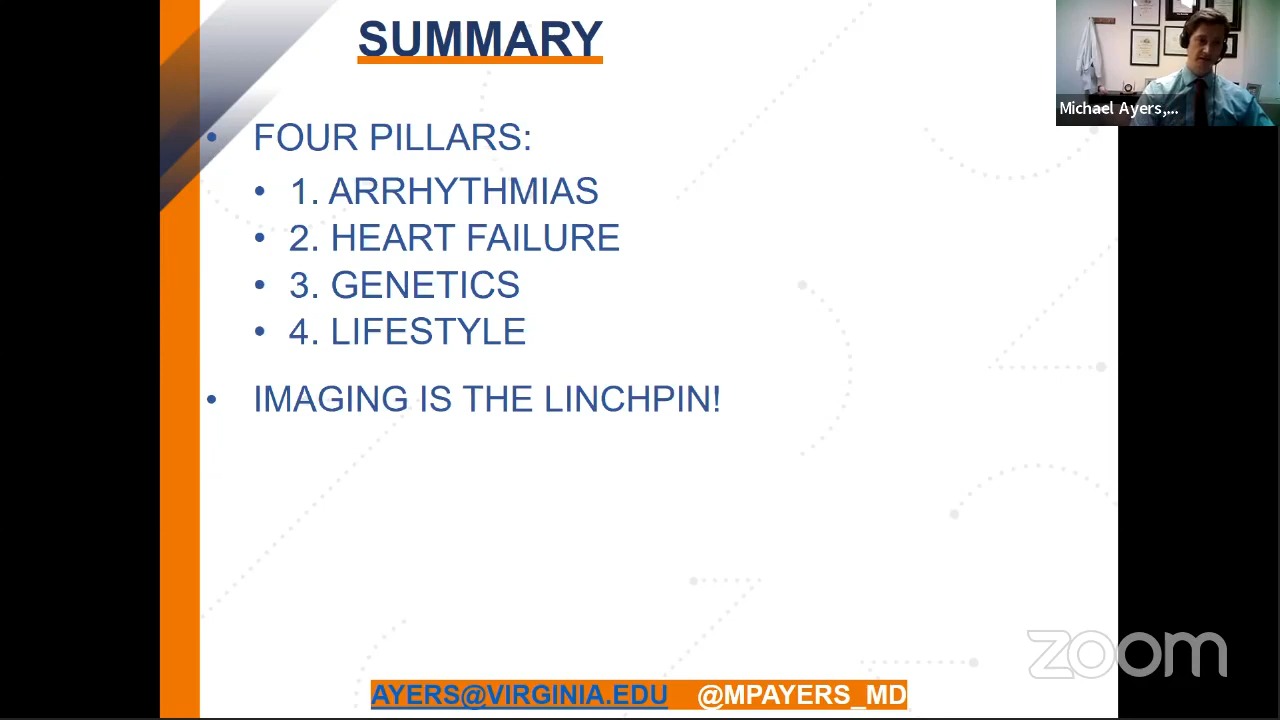 SUMMARY
Michael Ayers,...
• FOUR PILLARS:
• 1. ARRHYTHMIAS
• 2. HEART FAILURE
• 3. GENETICS
• 4. LIFESTYLE
• IMAGING IS THE LINCHPIN!
zoom
AYERS@VIRGINIA.EDU @MPAYERS_MD